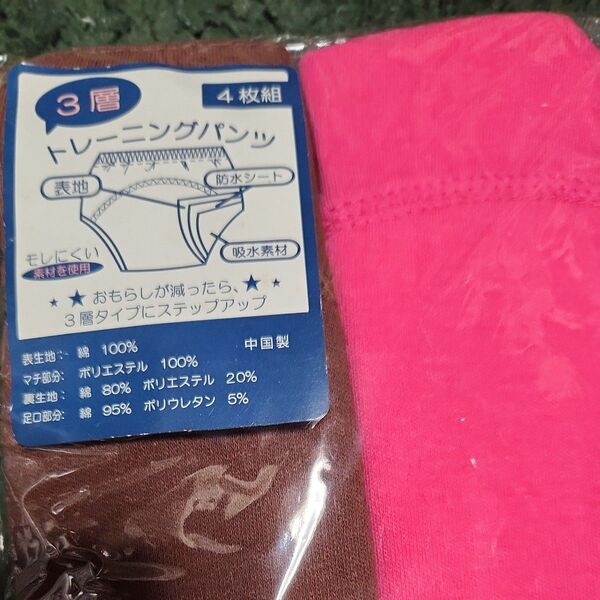 3層
4枚組
トレーニングパンツ
表地
防水シート
吸水素材
モレにくい
素材を使用
★★おもらしが減ったら、★★
3層タイプにステップアップ
表生地: 綿 100%
中国製
マチ部分: ポリエステル 100%
裏生地: 綿 80% ポリエステル 20%
足口部分: 綿 95% ポリウレタン 5%